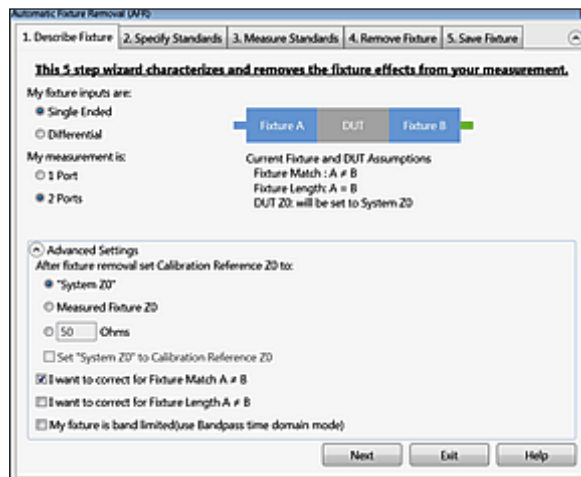 Automatic Fixture Removal (AFR)
1. Describe Fixture 2. Specify Standards 3. Measure Standards 4. Remove Fixture 5. Save Fixture
This 5 step wizard characterizes and removes the fixture effects from your measurement.
My fixture inputs are:
Single Ended
Differential
Fixture A DUT Fixture B
My measurement is:
1 Port
2 Ports
Current Fixture and DUT Assumptions
Fixture Match : A ≠ B
Fixture Length: A = B
DUT Z0: will be set to System Z0
Advanced Settings
After fixture removal set Calibration Reference Z0 to:
"System Z0"
Measured Fixture Z0
50 Ohms
Set "System Z0" to Calibration Reference Z0
I want to correct for Fixture Match A ≠ B
I want to correct for Fixture Length A ≠ B
My fixture is band limited(use Bandpass time domain mode)
Next Exit Help